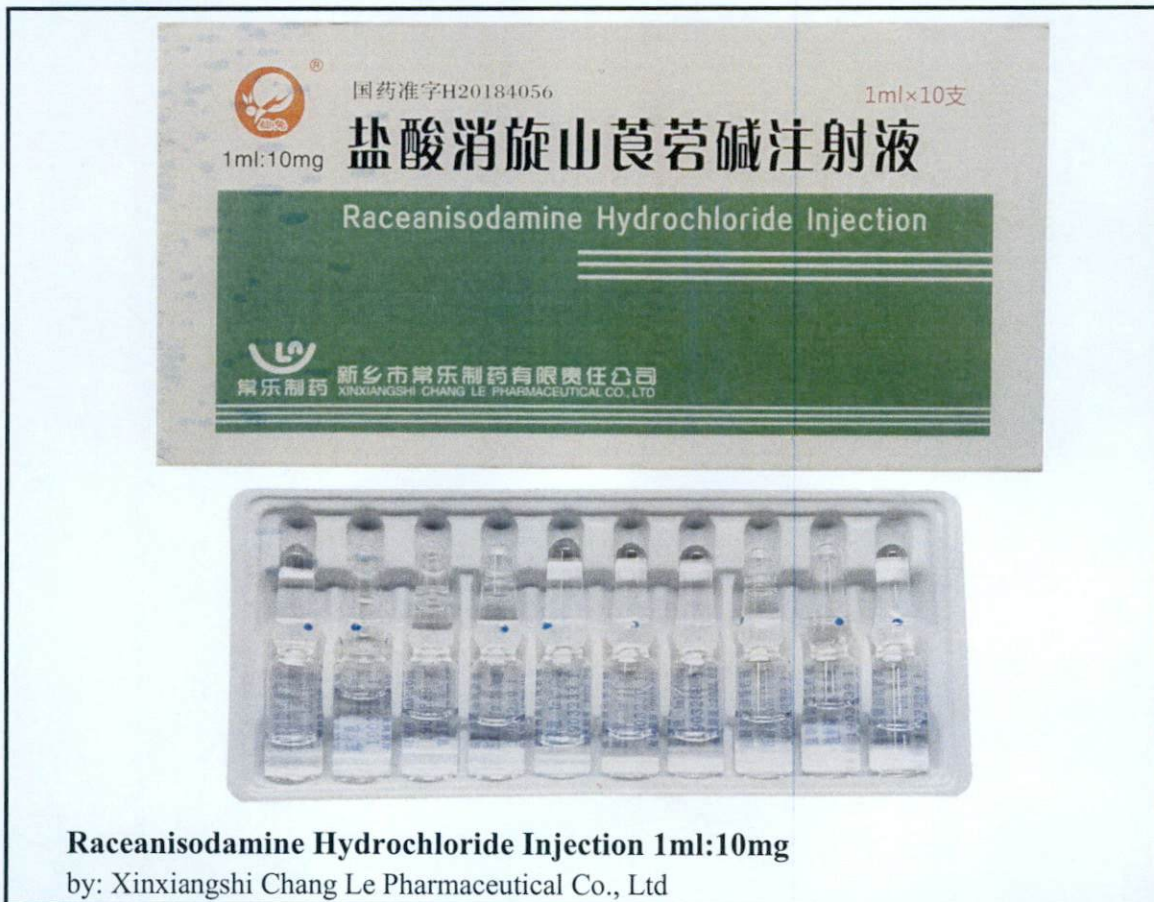 ®
国药准字H20184056
1ml×10支
仙兔
1ml:10mg
盐酸消旋山莨菪碱注射液
Raceanisodamine Hydrochloride Injection
常乐制药
新乡市常乐制药有限责任公司
XINXIANGSHI CHANG LE PHARMACEUTICAL CO., LTD
Raceanisodamine Hydrochloride Injection 1ml:10mg
by: Xinxiangshi Chang Le Pharmaceutical Co., Ltd